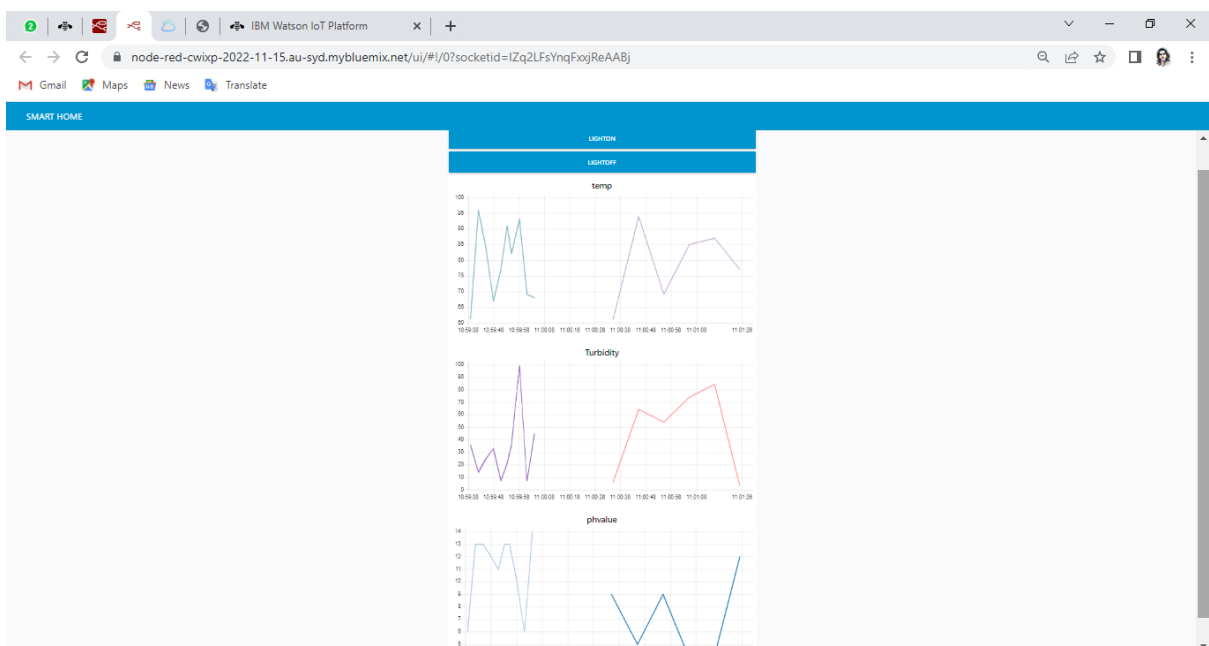 2 IBM Watson IoT Platform
node-red-cwixp-2022-11-15.au-syd.mybluemix.net/ui/#!/0?socketid=IZq2LFsYnqFxxjReAABj
Gmail Maps News Translate
SMART HOME
LIGHTON
LIGHTOFF
temp
100
95
90
85
80
75
70
65
60
10:59:38 10:59:48 10:59:58 11:00:08 11:00:18 11:00:28 11:00:38 11:00:48 11:00:58 11:01:08 11:01:28
Turbidity
100
90
80
70
60
50
40
30
20
10
0
10:59:38 10:59:48 10:59:58 11:00:08 11:00:18 11:00:28 11:00:38 11:00:48 11:00:58 11:01:08 11:01:28
phvalue
14
13
12
11
10
9
8
7
6
5